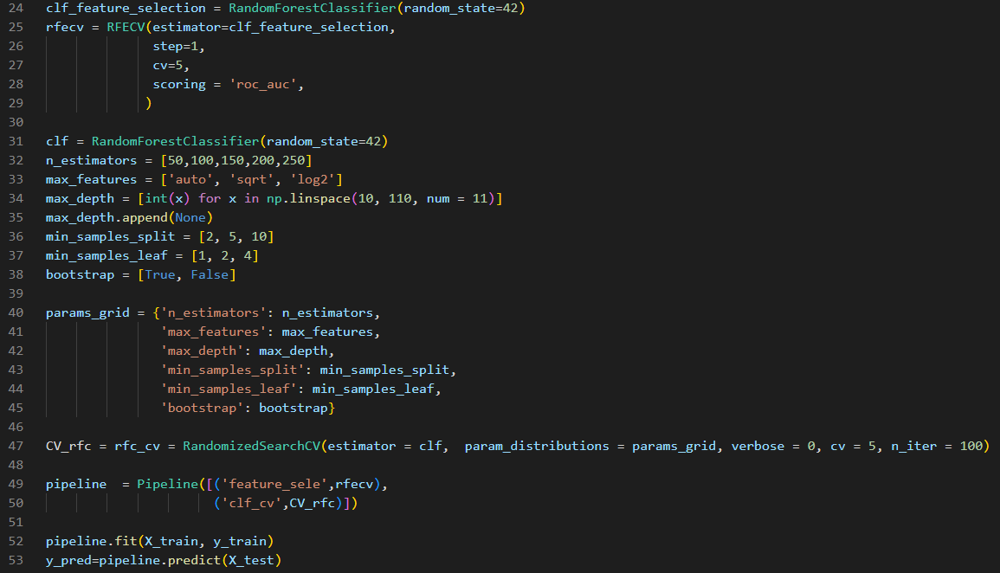 24 clf_feature_selection = RandomForestClassifier(random_state=42)
25 rfecv = RFECV(estimator=clf_feature_selection,
26               step=1,
27               cv=5,
28               scoring = 'roc_auc',
29              )
30
31 clf = RandomForestClassifier(random_state=42)
32 n_estimators = [50,100,150,200,250]
33 max_features = ['auto', 'sqrt', 'log2']
34 max_depth = [int(x) for x in np.linspace(10, 110, num = 11)]
35 max_depth.append(None)
36 min_samples_split = [2, 5, 10]
37 min_samples_leaf = [1, 2, 4]
38 bootstrap = [True, False]
39
40 params_grid = {'n_estimators': n_estimators,
41                'max_features': max_features,
42                'max_depth': max_depth,
43                'min_samples_split': min_samples_split,
44                'min_samples_leaf': min_samples_leaf,
45                'bootstrap': bootstrap}
46
47 CV_rfc = rfc_cv = RandomizedSearchCV(estimator = clf,  param_distributions = params_grid, verbose = 0, cv = 5, n_iter = 100)
48
49 pipeline  = Pipeline([('feature_sele',rfecv),
50                       ('clf_cv',CV_rfc)])
51
52 pipeline.fit(X_train, y_train)
53 y_pred=pipeline.predict(X_test)